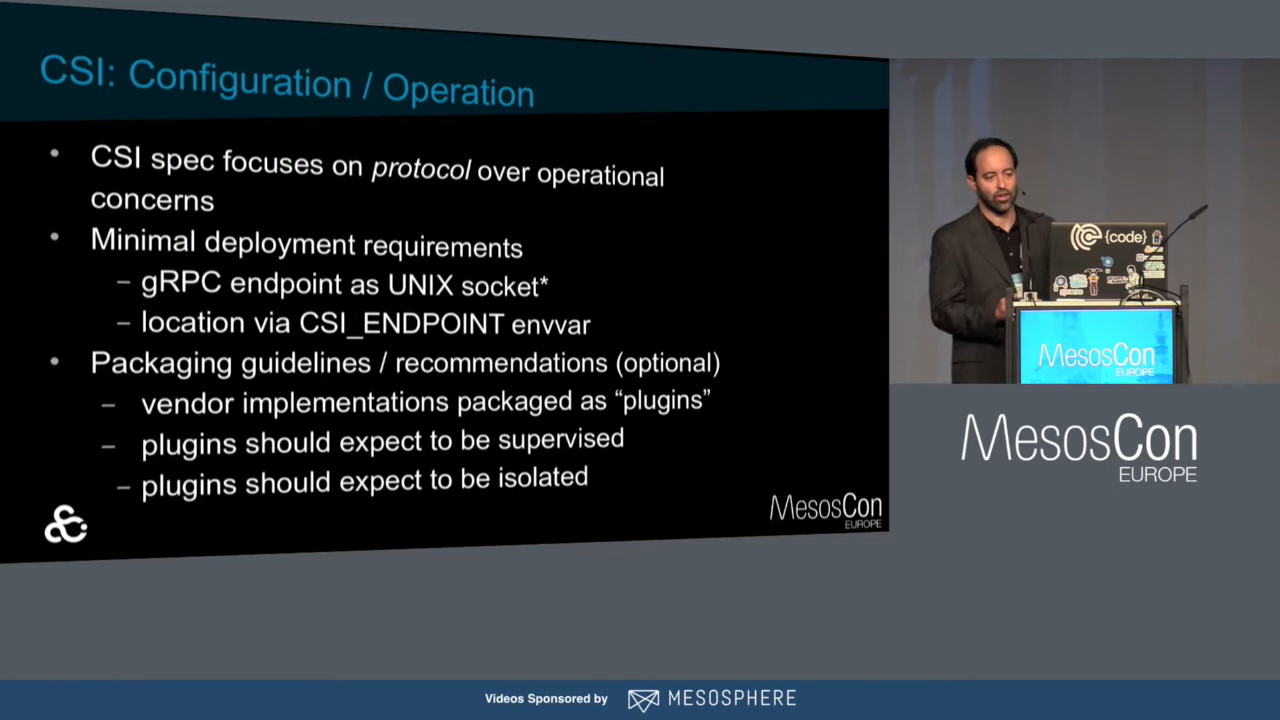 CSI: Configuration / Operation
CSI spec focuses on protocol over operational
concerns
Minimal deployment requirements
– gRPC endpoint as UNIX socket*
– location via CSI_ENDPOINT envvar
Packaging guidelines / recommendations (optional)
– vendor implementations packaged as “plugins”
– plugins should expect to be supervised
– plugins should expect to be isolated
MesosCon
EUROPE
{code}
MesosCon
EUROPE
MesosCon
EUROPE
Videos Sponsored by
MESOSPHERE